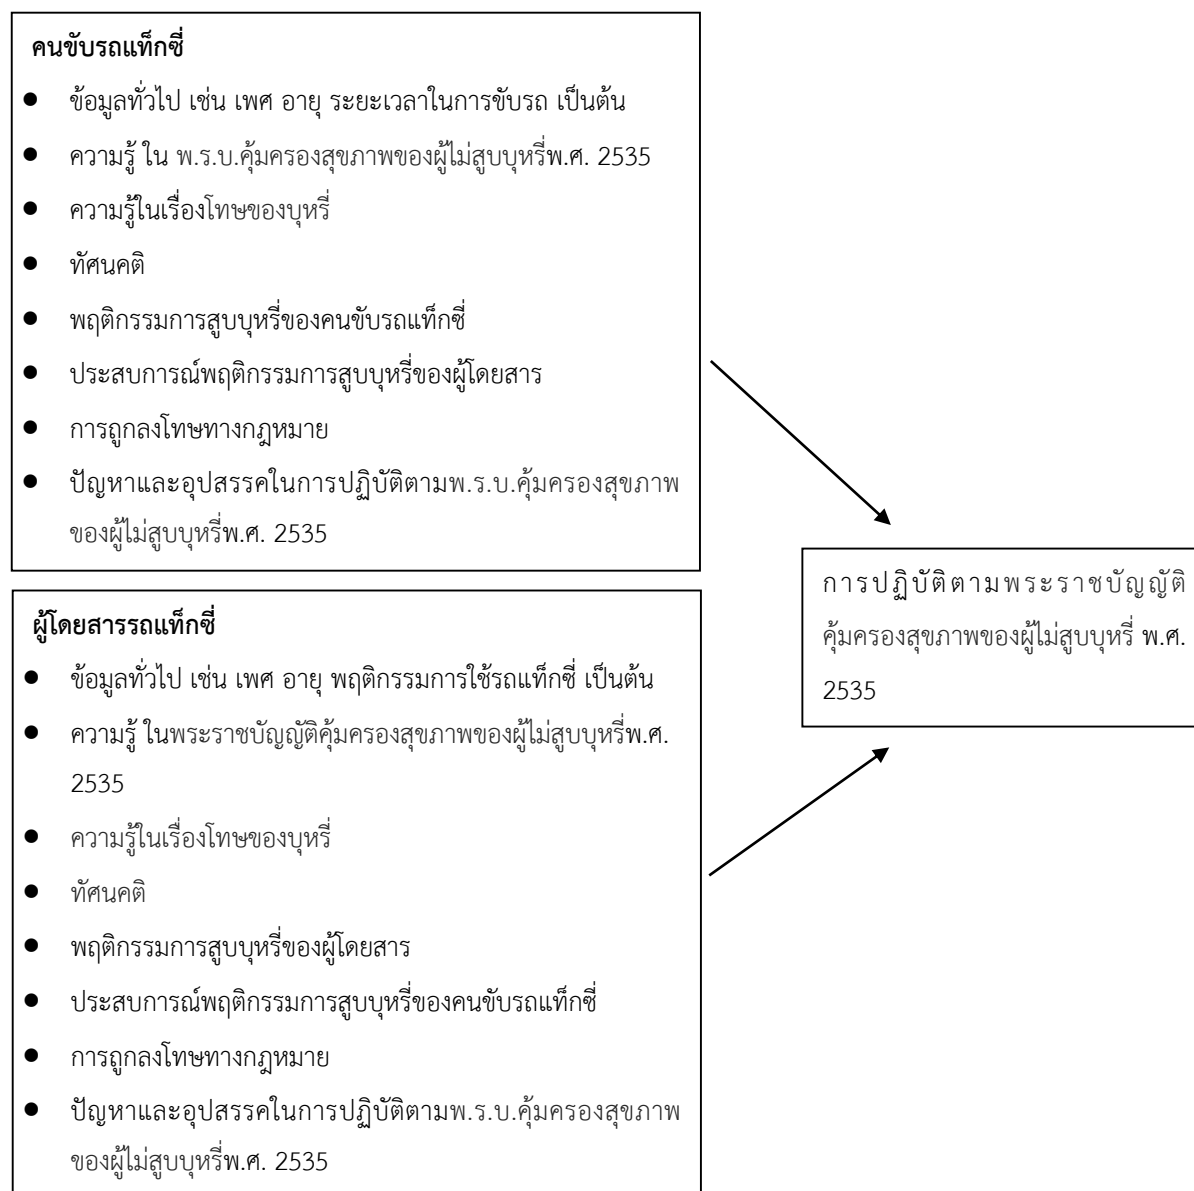 คนขับรถแท็กซี่
● ข้อมูลทั่วไป เช่น เพศ อายุ ระยะเวลาในการขับรถ เป็นต้น
● ความรู้ ใน พ.ร.บ.คุ้มครองสุขภาพของผู้ไม่สูบบุหรี่พ.ศ. 2535
● ความรู้ในเรื่องโทษของบุหรี่
● ทัศนคติ
● พฤติกรรมการสูบบุหรี่ของคนขับรถแท็กซี่
● ประสบการณ์พฤติกรรมการสูบบุหรี่ของผู้โดยสาร
● การถูกลงโทษทางกฎหมาย
● ปัญหาและอุปสรรคในการปฏิบัติตามพ.ร.บ.คุ้มครองสุขภาพ
ของผู้ไม่สูบบุหรี่พ.ศ. 2535
ผู้โดยสารรถแท็กซี่
● ข้อมูลทั่วไป เช่น เพศ อายุ พฤติกรรมการใช้รถแท็กซี่ เป็นต้น
● ความรู้ ในพระราชบัญญัติคุ้มครองสุขภาพของผู้ไม่สูบบุหรี่พ.ศ.
2535
● ความรู้ในเรื่องโทษของบุหรี่
● ทัศนคติ
● พฤติกรรมการสูบบุหรี่ของผู้โดยสาร
● ประสบการณ์พฤติกรรมการสูบบุหรี่ของคนขับรถแท็กซี่
● การถูกลงโทษทางกฎหมาย
● ปัญหาและอุปสรรคในการปฏิบัติตามพ.ร.บ.คุ้มครองสุขภาพ
ของผู้ไม่สูบบุหรี่พ.ศ. 2535
การปฏิบัติตามพระราชบัญญัติ
คุ้มครองสุขภาพของผู้ไม่สูบบุหรี่ พ.ศ.
2535